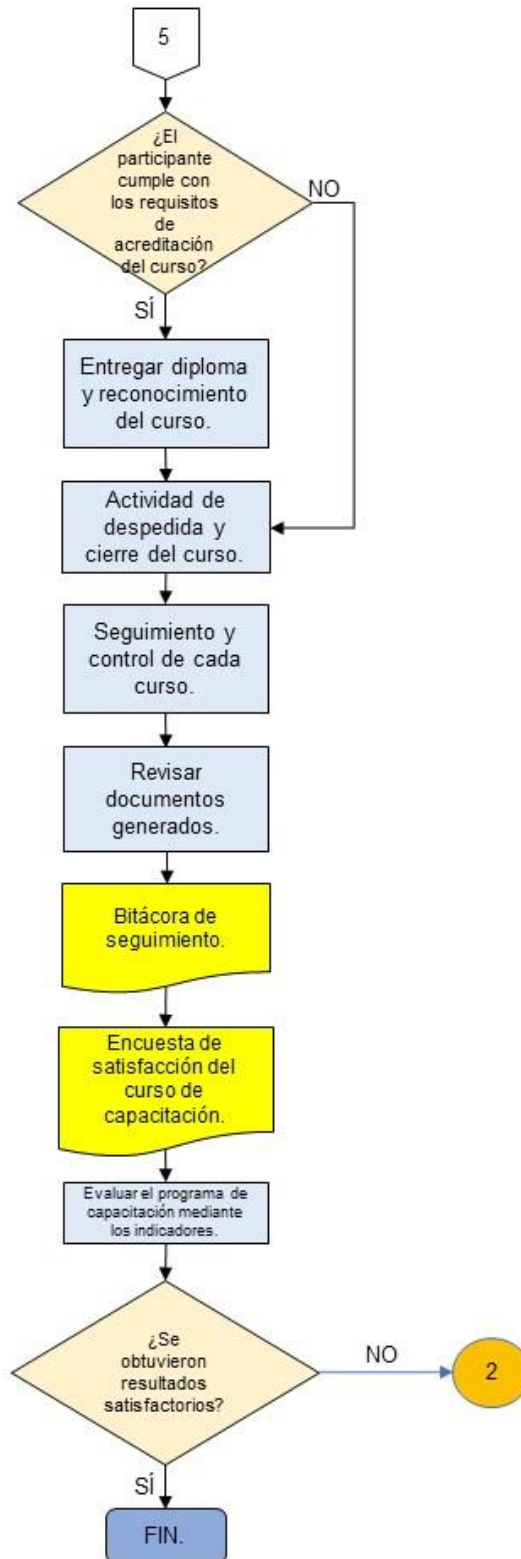 5
¿El
participante
cumple con
los requisitos
de
acreditación
del curso?
NO
SÍ
Entregar diploma
y reconocimiento
del curso.
Actividad de
despedida y
cierre del curso.
Seguimiento y
control de cada
curso.
Revisar
documentos
generados.
Bitácora de
seguimiento.
Encuesta de
satisfacción del
curso de
capacitación.
Evaluar el programa de
capacitación mediante
los indicadores.
¿Se
obtuvieron
resultados
satisfactorios?
NO
2
SÍ
FIN.